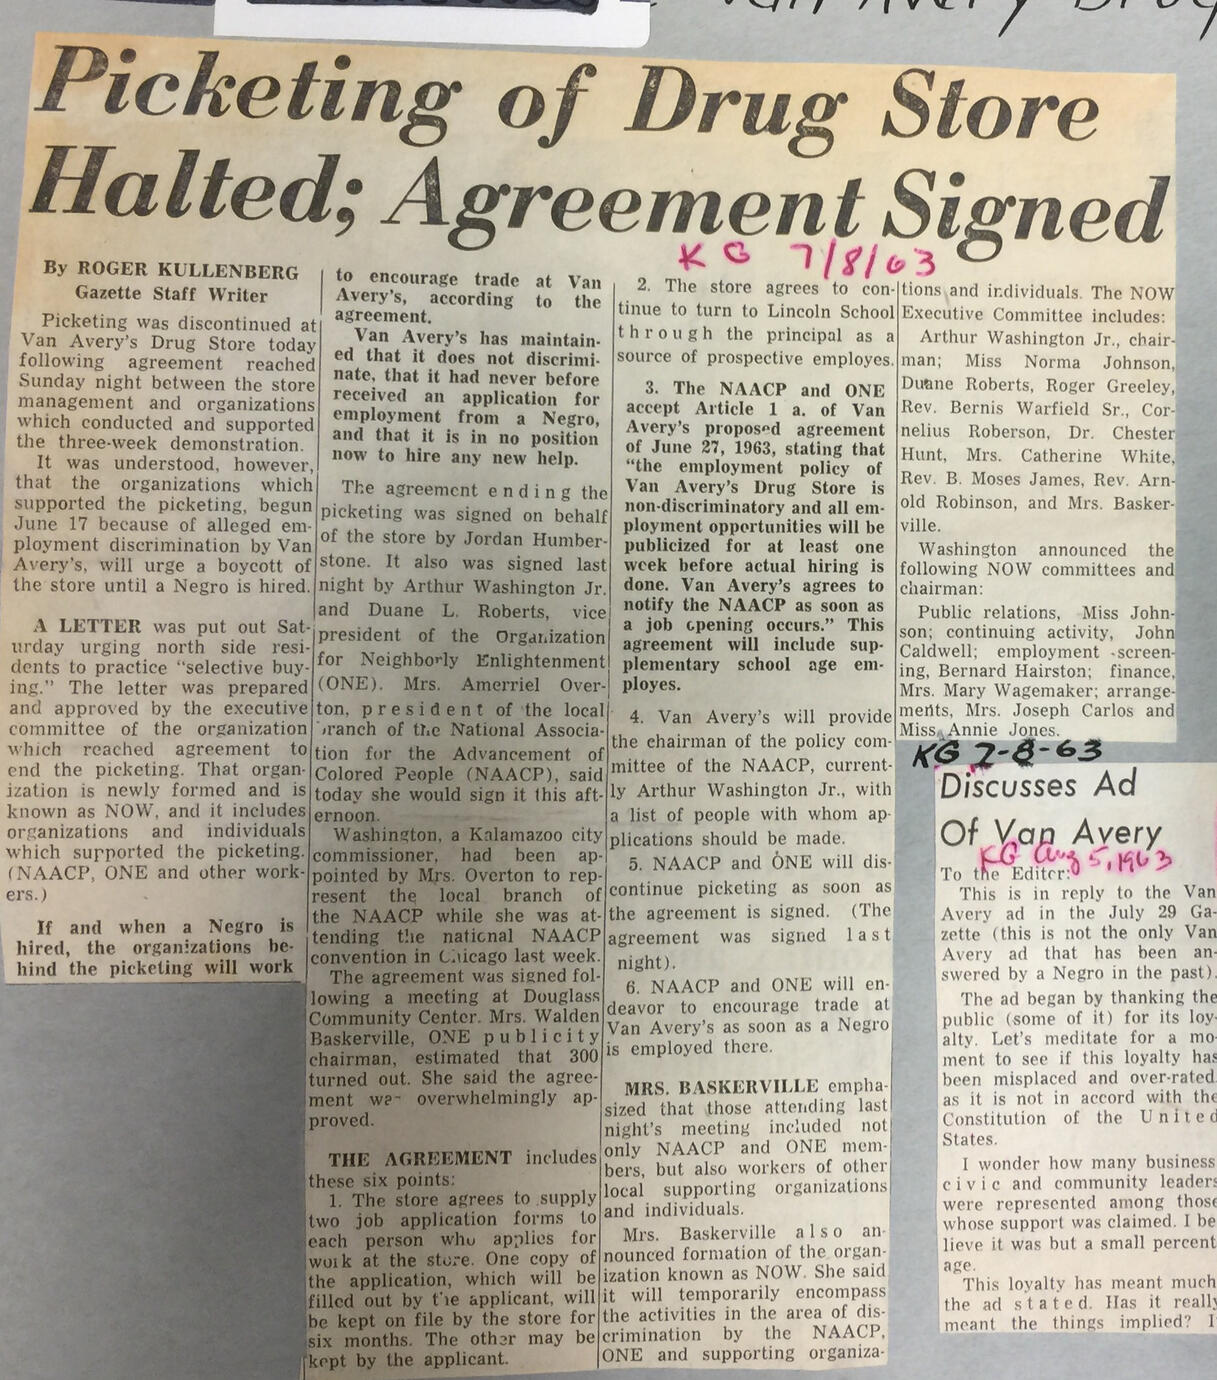 Van Avery Drug
Picketing of Drug Store
Halted; Agreement Signed
KG 7/8/63
By ROGER KULLENBERG
Gazette Staff Writer
Picketing was discontinued at
Van Avery's Drug Store today
following agreement reached
Sunday night between the store
management and organizations
which conducted and supported
the three-week demonstration.
It was understood, however,
that the organizations which
supported the picketing, begun
June 17 because of alleged em-
ployment discrimination by Van
Avery's, will urge a boycott of
the store until a Negro is hired.
A LETTER was put out Sat-
urday urging north side resi-
dents to practice "selective buy-
ing." The letter was prepared
and approved by the executive
committee of the organization
which reached agreement to
end the picketing. That organ-
ization is newly formed and is
known as NOW, and it includes
organizations and individuals
which supported the picketing.
(NAACP, ONE and other work-
ers.)
If and when a Negro is
hired, the organizations be-
hind the picketing will work
to encourage trade at Van
Avery's, according to the
agreement.
Van Avery's has maintain-
ed that it does not discrimi-
nate, that it had never before
received an application for
employment from a Negro,
and that it is in no position
now to hire any new help.
The agreement ending the
picketing was signed on behalf
of the store by Jordan Humber-
stone. It also was signed last
night by Arthur Washington Jr.
and Duane L. Roberts, vice
president of the Organization
for Neighborly Enlightenment
(ONE). Mrs. Amerriel Over-
ton, president of the local
branch of the National Associa-
tion for the Advancement of
Colored People (NAACP), said
today she would sign it this aft-
ernoon.
Washington, a Kalamazoo city
commissioner, had been ap-
pointed by Mrs. Overton to rep-
resent the local branch of
the NAACP while she was at-
tending the national NAACP
convention in Chicago last week.
The agreement was signed fol-
lowing a meeting at Douglass
Community Center. Mrs. Walden
Baskerville, ONE publicity
chairman, estimated that 300
turned out. She said the agree-
ment was overwhelmingly ap-
proved.
THE AGREEMENT includes
these six points:
1. The store agrees to supply
two job application forms to
each person who applies for
work at the store. One copy of
the application, which will be
filled out by the applicant, will
be kept on file by the store for
six months. The other may be
kept by the applicant.
2. The store agrees to con-
tinue to turn to Lincoln School
through the principal as a
source of prospective employes.
3. The NAACP and ONE
accept Article 1 a. of Van
Avery's proposed agreement
of June 27, 1963, stating that
"the employment policy of
Van Avery's Drug Store is
non-discriminatory and all em-
ployment opportunities will be
publicized for at least one
week before actual hiring is
done. Van Avery's agrees to
notify the NAACP as soon as
a job opening occurs." This
agreement will include sup-
plementary school age em-
ployes.
4. Van Avery's will provide
the chairman of the policy com-
mittee of the NAACP, current-
ly Arthur Washington Jr., with
a list of people with whom ap-
plications should be made.
5. NAACP and ONE will dis-
continue picketing as soon as
the agreement is signed. (The
agreement was signed last
night).
6. NAACP and ONE will en-
deavor to encourage trade at
Van Avery's as soon as a Negro
is employed there.
MRS. BASKERVILLE empha-
sized that those attending last
night's meeting included not
only NAACP and ONE mem-
bers, but also workers of other
local supporting organizations
and individuals.
Mrs. Baskerville also an-
nounced formation of the organ-
ization known as NOW. She said
it will temporarily encompass
the activities in the area of dis-
crimination by the NAACP,
ONE and supporting organiza-
tions and individuals. The NOW
Executive Committee includes:
Arthur Washington Jr., chair-
man; Miss Norma Johnson,
Duane Roberts, Roger Greeley,
Rev. Bernis Warfield Sr., Cor-
nelius Roberson, Dr. Chester
Hunt, Mrs. Catherine White,
Rev. B. Moses James, Rev. Arn-
old Robinson, and Mrs. Basker-
ville.
Washington announced the
following NOW committees and
chairman:
Public relations, Miss John-
son; continuing activity, John
Caldwell; employment screen-
ing, Bernard Hairston; finance,
Mrs. Mary Wagemaker; arrange-
ments, Mrs. Joseph Carlos and
Miss Annie Jones.
KG 7-8-63
Discusses Ad
Of Van Avery
KG Aug 5, 1963
To the Editor:
This is in reply to the Van
Avery ad in the July 29 Ga-
zette (this is not the only Van
Avery ad that has been an-
swered by a Negro in the past).
The ad began by thanking the
public (some of it) for its loy-
alty. Let's meditate for a mo-
ment to see if this loyalty has
been misplaced and over-rated
as it is not in accord with the
Constitution of the United
States.
I wonder how many business
civic and community leaders
were represented among those
whose support was claimed. I be
lieve it was but a small percent
age.
This loyalty has meant much
the ad stated. Has it really
meant the things implied? I